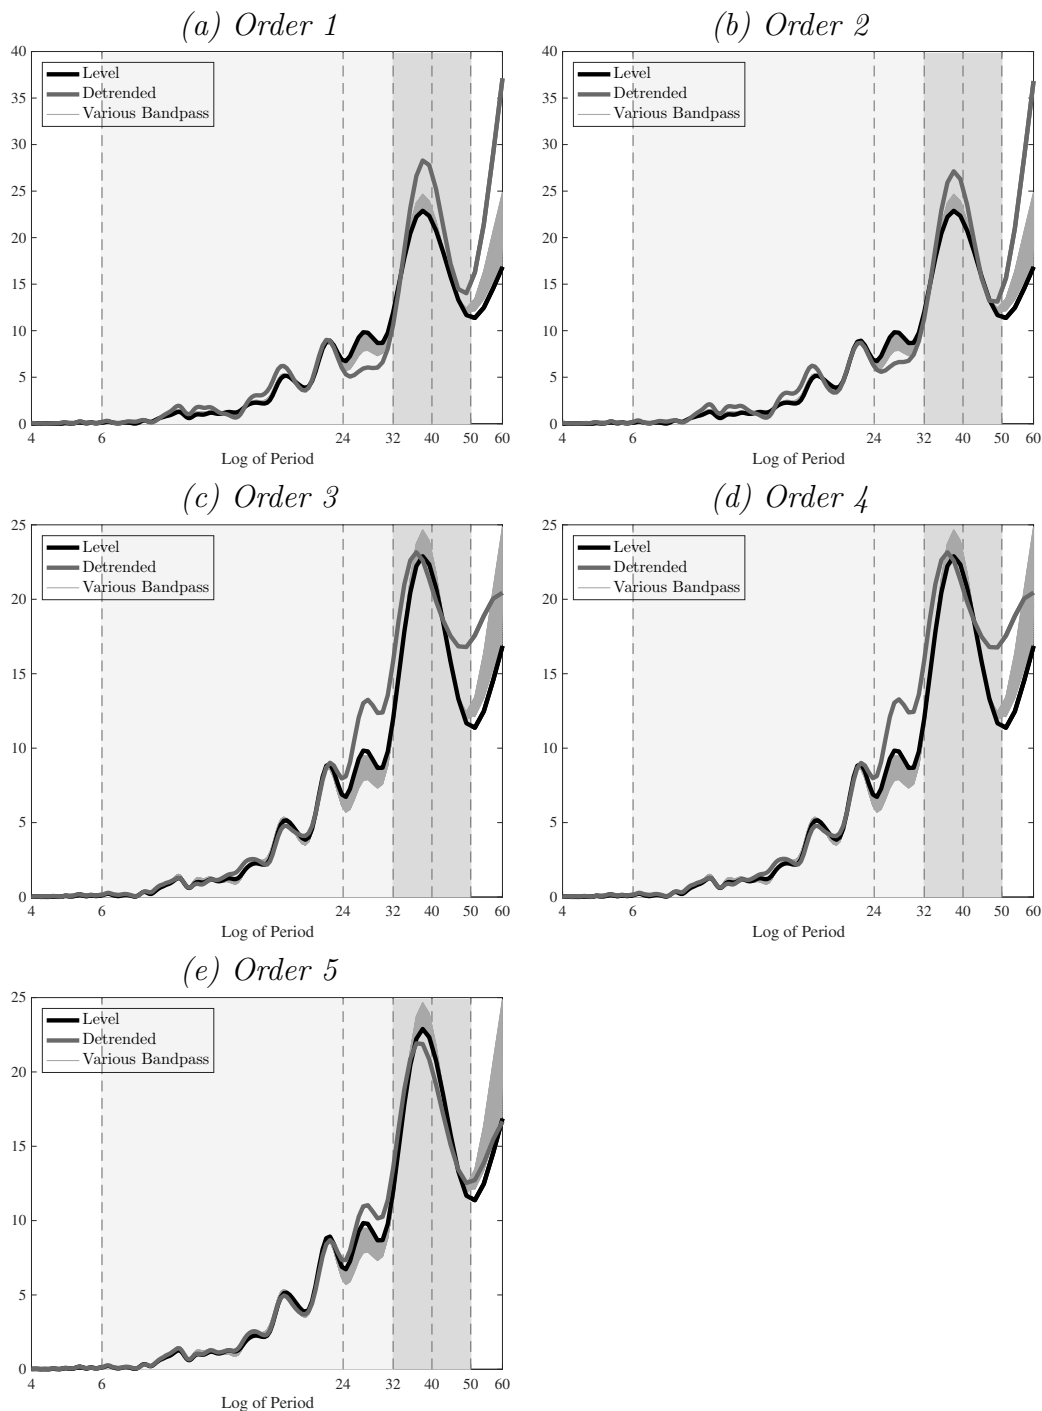 (a) Order 1
40
35
30
25
20
15
10
5
0
Level
Detrended
Various Bandpass
4 6 24 32 40 50 60
Log of Period
(b) Order 2
40
35
30
25
20
15
10
5
0
Level
Detrended
Various Bandpass
4 6 24 32 40 50 60
Log of Period
(c) Order 3
25
20
15
10
5
0
Level
Detrended
Various Bandpass
4 6 24 32 40 50 60
Log of Period
(d) Order 4
25
20
15
10
5
0
Level
Detrended
Various Bandpass
4 6 24 32 40 50 60
Log of Period
(e) Order 5
25
20
15
10
5
0
Level
Detrended
Various Bandpass
4 6 24 32 40 50 60
Log of Period